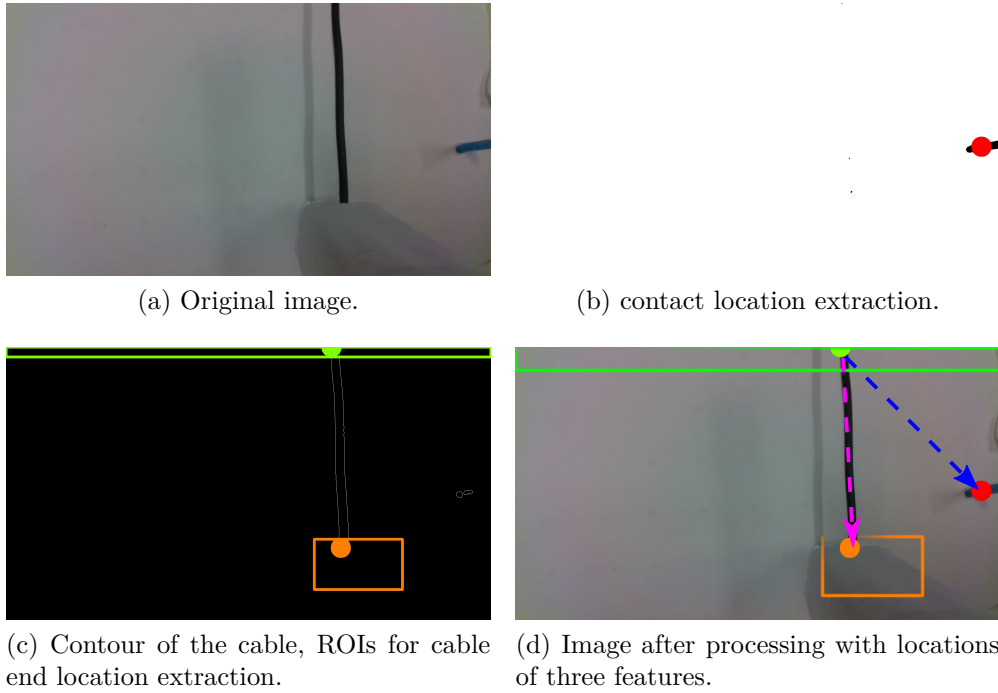 (a) Original image.
(b) contact location extraction.
(c) Contour of the cable, ROIs for cable
end location extraction.
(d) Image after processing with locations
of three features.